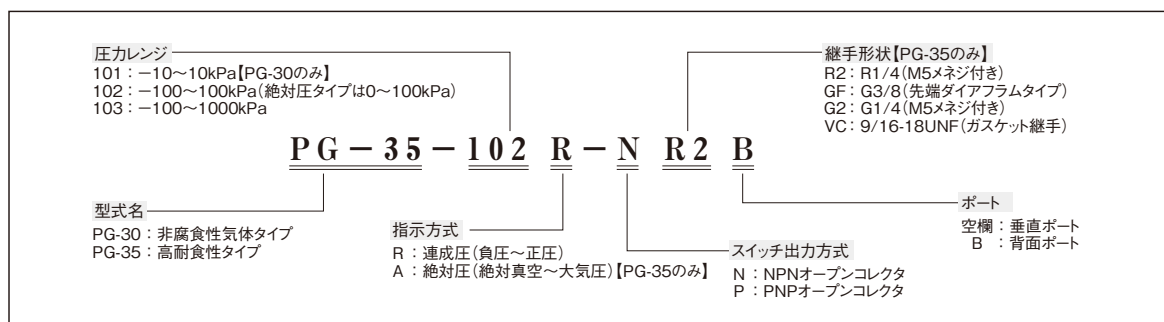 圧力レンジ
101：－10～10kPa【PG-30のみ】
102：－100～100kPa（絶対圧タイプは0～100kPa）
103：－100～1000kPa
継手形状【PG-35のみ】
R2：R1/4（M5メネジ付き）
GF：G3/8（先端ダイアフラムタイプ）
G2：G1/4（M5メネジ付き）
VC：9/16-18UNF（ガスケット継手）
PG－35－102 R－N R2 B
型式名
PG-30：非腐食性気体タイプ
PG-35：高耐食性タイプ
指示方式
R：連成圧（負圧～正圧）
A：絶対圧（絶対真空～大気圧）【PG-35のみ】
スイッチ出力方式
N：NPNオープンコレクタ
P：PNPオープンコレクタ
ポート
空欄：垂直ポート
B：背面ポート